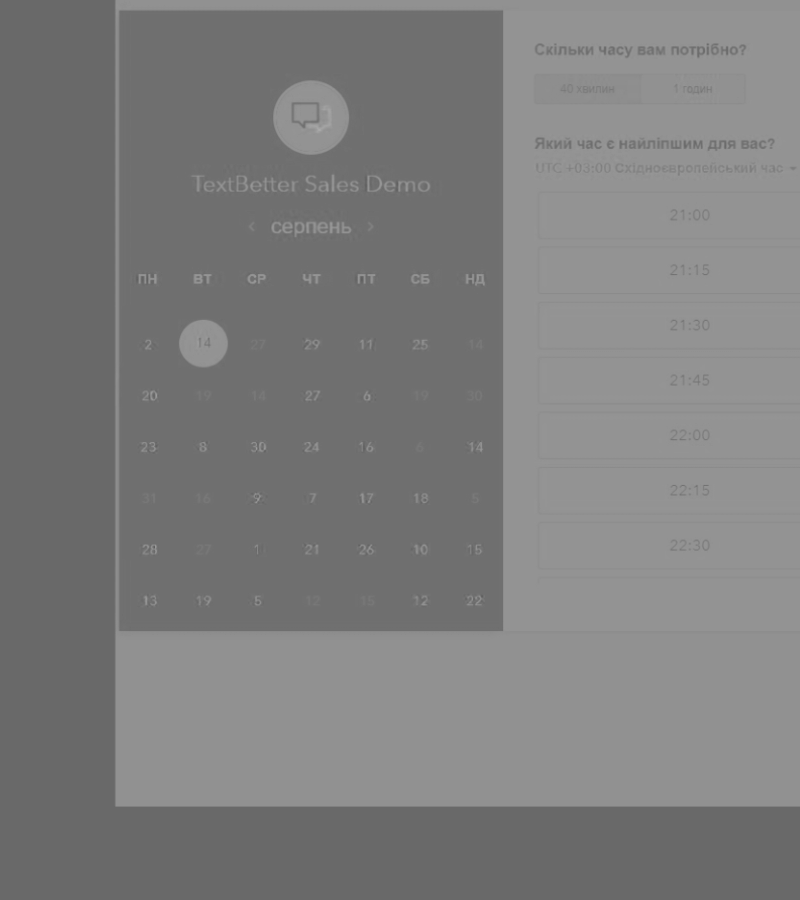 TextBetter Sales Demo
‹ серпень ›
ПН ВТ СР ЧТ ПТ СБ НД
2 14 27 29 11 25 14
20 19 14 27 6 19 30
23 8 30 24 16 6 14
31 16 9 7 17 18 5
28 27 1 21 26 10 15
13 19 5 12 15 12 22
Скільки часу вам потрібно?
40 хвилин 1 годин
Який час є найліпшим для вас?
UTC +03:00 Східноєвропейський час
21:00
21:15
21:30
21:45
22:00
22:15
22:30